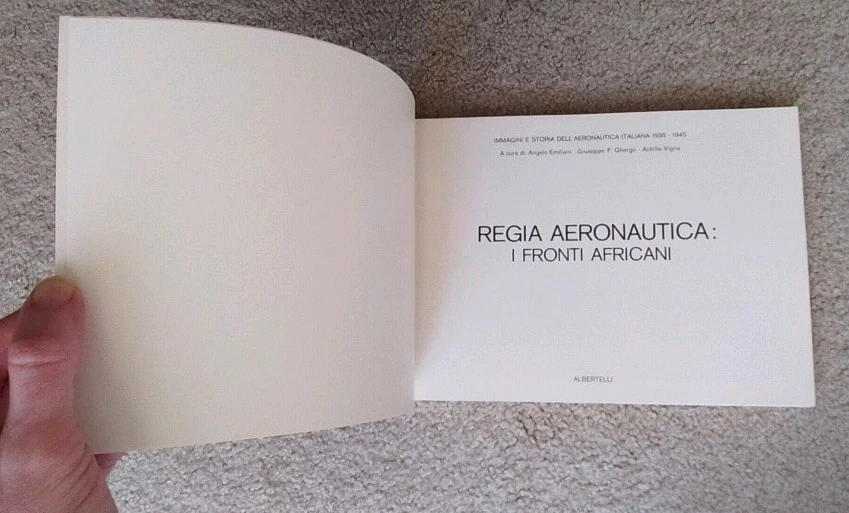 IMMAGINI E STORIA DELL'AERONAUTICA ITALIANA 1935 - 1945
A cura di: Angelo Emiliani - Giuseppe F. Ghergo - Achille Vigna
REGIA AERONAUTICA:
I FRONTI AFRICANI
ALBERTELLI